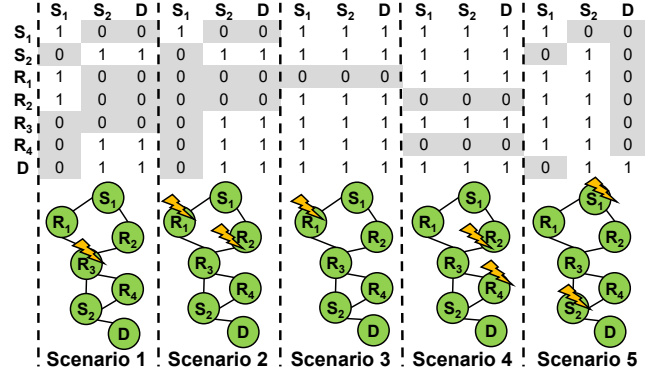 S₁ S₂ D S₁ S₂ D S₁ S₂ D S₁ S₂ D S₁ S₂ D
S₁ 1 0 0 1 0 0 1 1 1 1 1 1 1 0 0
S₂ 0 1 1 0 1 1 1 1 1 1 1 1 0 1 0
R₁ 1 0 0 0 0 0 0 0 0 1 1 1 1 1 0
R₂ 1 0 0 0 0 0 1 1 1 0 0 0 1 1 0
R₃ 0 0 0 0 1 1 1 1 1 1 1 1 1 1 0
R₄ 0 1 1 0 1 1 1 1 1 0 0 0 1 1 0
D 0 1 1 0 1 1 1 1 1 1 1 1 0 1 1
S₁ S₁ S₁ S₁ S₁
R₁ R₂ R₁ R₂ R₁ R₂ R₁ R₂ R₁ R₂
R₃ R₃ R₃ R₃ R₃
R₄ R₄ R₄ R₄ R₄
S₂ S₂ S₂ S₂ S₂
D D D D D
Scenario 1 Scenario 2 Scenario 3 Scenario 4 Scenario 5